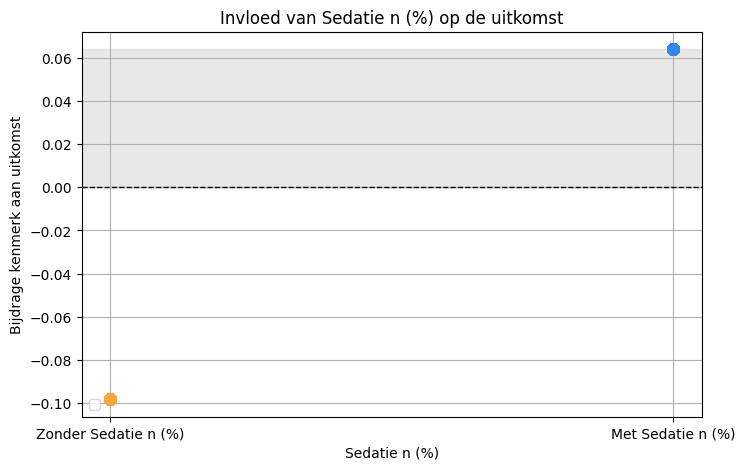 Invloed van Sedatie n (%) op de uitkomst
Bijdrage kenmerk aan uitkomst
0.06
0.04
0.02
0.00
−0.02
−0.04
−0.06
−0.08
−0.10
Zonder Sedatie n (%)
Met Sedatie n (%)
Sedatie n (%)